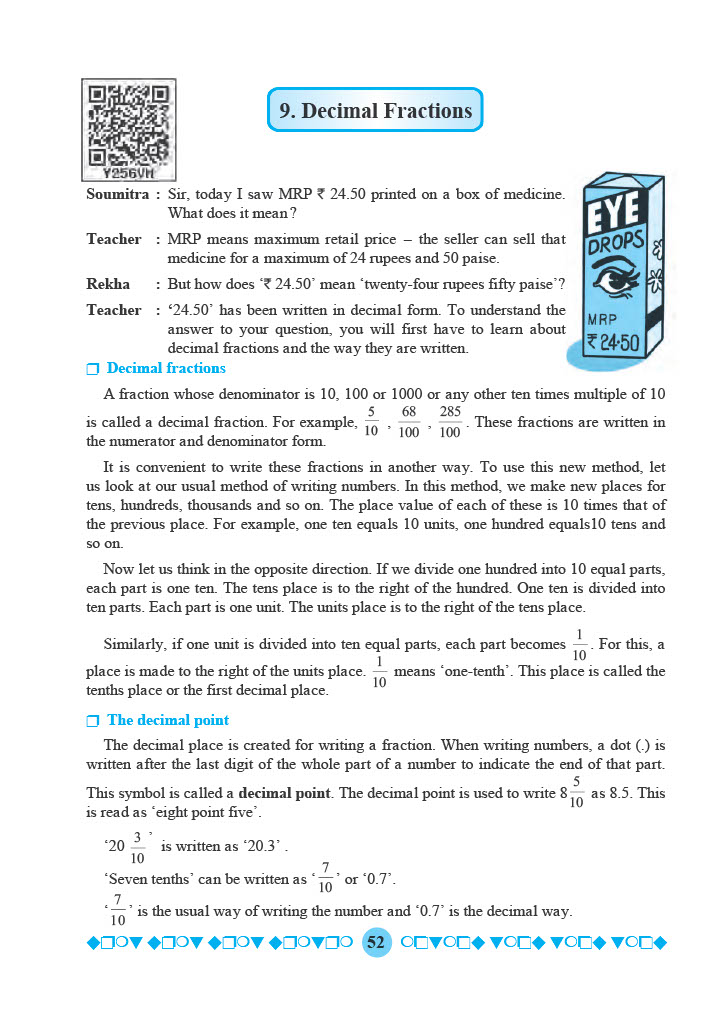 9. Decimal Fractions
Y256VH
Soumitra : Sir, today I saw MRP ₹ 24.50 printed on a box of medicine.
What does it mean?
Teacher : MRP means maximum retail price – the seller can sell that
medicine for a maximum of 24 rupees and 50 paise.
Rekha : But how does ‘₹ 24.50’ mean ‘twenty-four rupees fifty paise’?
Teacher : ‘24.50’ has been written in decimal form. To understand the
answer to your question, you will first have to learn about
decimal fractions and the way they are written.
EYE
DROPS
MRP
₹ 24.50
❒ Decimal fractions
A fraction whose denominator is 10, 100 or 1000 or any other ten times multiple of 10
is called a decimal fraction. For example, 5/10 , 68/100 , 285/100 . These fractions are written in
the numerator and denominator form.
It is convenient to write these fractions in another way. To use this new method, let
us look at our usual method of writing numbers. In this method, we make new places for
tens, hundreds, thousands and so on. The place value of each of these is 10 times that of
the previous place. For example, one ten equals 10 units, one hundred equals10 tens and
so on.
Now let us think in the opposite direction. If we divide one hundred into 10 equal parts,
each part is one ten. The tens place is to the right of the hundred. One ten is divided into
ten parts. Each part is one unit. The units place is to the right of the tens place.
Similarly, if one unit is divided into ten equal parts, each part becomes 1/10 . For this, a
place is made to the right of the units place. 1/10 means ‘one-tenth’. This place is called the
tenths place or the first decimal place.
❒ The decimal point
The decimal place is created for writing a fraction. When writing numbers, a dot (.) is
written after the last digit of the whole part of a number to indicate the end of that part.
This symbol is called a decimal point. The decimal point is used to write 8 5/10 as 8.5. This
is read as ‘eight point five’.
‘20 3/10 ’ is written as ‘20.3’ .
‘Seven tenths’ can be written as ‘ 7/10 ’ or ‘0.7’.
‘ 7/10 ’ is the usual way of writing the number and ‘0.7’ is the decimal way.
52